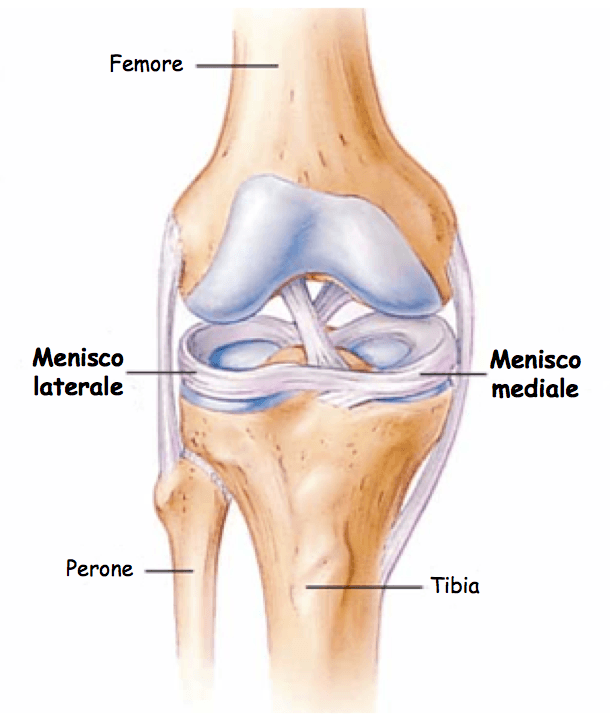 Femore
Menisco
laterale
Menisco
mediale
Perone
Tibia